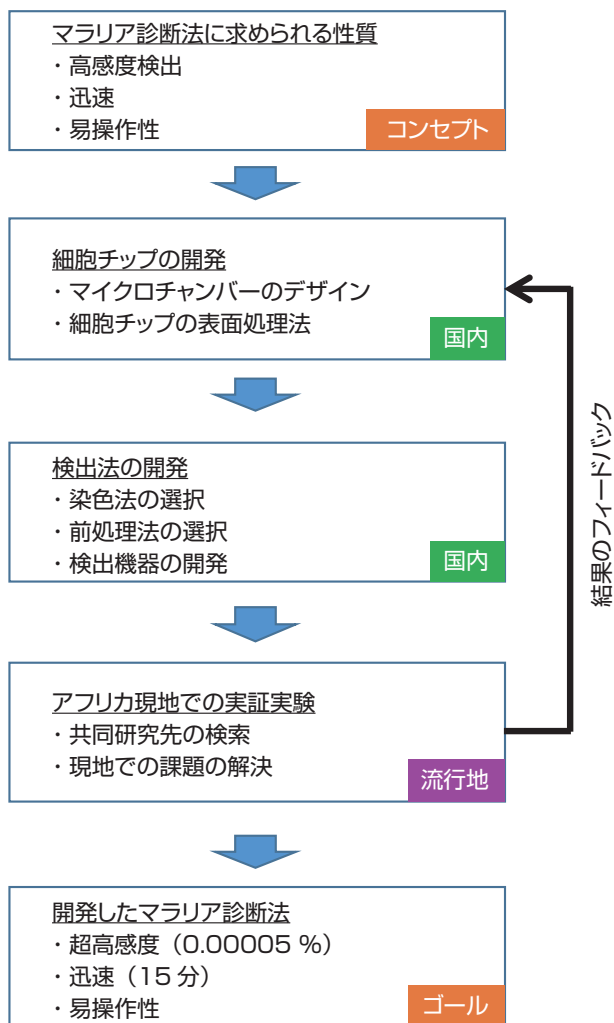 マラリア診断法に求められる性質
・高感度検出
・迅速
・易操作性
コンセプト
細胞チップの開発
・マイクロチャンバーのデザイン
・細胞チップの表面処理法
国内
検出法の開発
・染色法の選択
・前処理法の選択
・検出機器の開発
国内
アフリカ現地での実証実験
・共同研究先の検索
・現地での課題の解決
流行地
結果のフィードバック
開発したマラリア診断法
・超高感度（0.00005 %）
・迅速（15 分）
・易操作性
ゴール